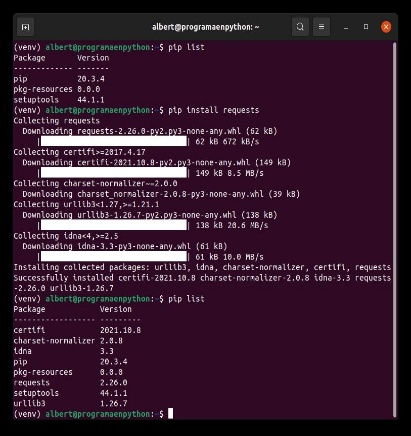 albert@programaenpython: ~
(venv) albert@programaenpython:~$ pip list
Package       Version
------------- -------
pip           20.3.4
pkg-resources 0.0.0
setuptools    44.1.1
(venv) albert@programaenpython:~$ pip install requests
Collecting requests
  Downloading requests-2.26.0-py2.py3-none-any.whl (62 kB)
     |████████████████████████████████| 62 kB 672 kB/s
Collecting certifi>=2017.4.17
  Downloading certifi-2021.10.8-py2.py3-none-any.whl (149 kB)
     |████████████████████████████████| 149 kB 8.5 MB/s
Collecting charset-normalizer~=2.0.0
  Downloading charset_normalizer-2.0.8-py3-none-any.whl (39 kB)
Collecting urllib3<1.27,>=1.21.1
  Downloading urllib3-1.26.7-py2.py3-none-any.whl (138 kB)
     |████████████████████████████████| 138 kB 20.6 MB/s
Collecting idna<4,>=2.5
  Downloading idna-3.3-py3-none-any.whl (61 kB)
     |████████████████████████████████| 61 kB 10.0 MB/s
Installing collected packages: urllib3, idna, charset-normalizer, certifi, requests
Successfully installed certifi-2021.10.8 charset-normalizer-2.0.8 idna-3.3 requests
-2.26.0 urllib3-1.26.7
(venv) albert@programaenpython:~$ pip list
Package            Version
------------------ ---------
certifi            2021.10.8
charset-normalizer 2.0.8
idna               3.3
pip                20.3.4
pkg-resources      0.0.0
requests           2.26.0
setuptools         44.1.1
urllib3            1.26.7
(venv) albert@programaenpython:~$